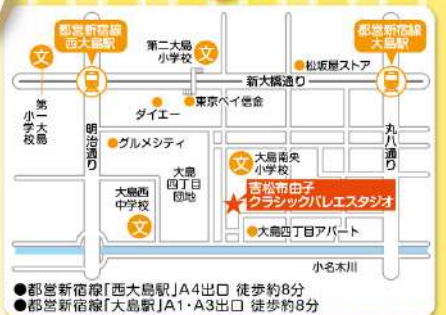 都営新宿線
西大島駅
都営新宿線
大島駅
第二大島
小学校
文
文
松坂屋ストア
新大橋通り
第一大島
小学校
明治通り
ダイエー
東京ベイ信金
丸八通り
グルメシティ
大島
四丁目
団地
文
大島南央
小学校
大島西
中学校
文
吉松布由子
クラシックバレエスタジオ
大島四丁目アパート
小名木川
●都営新宿線「西大島駅」A4出口 徒歩約8分
●都営新宿線「大島駅」A1・A3出口 徒歩約8分